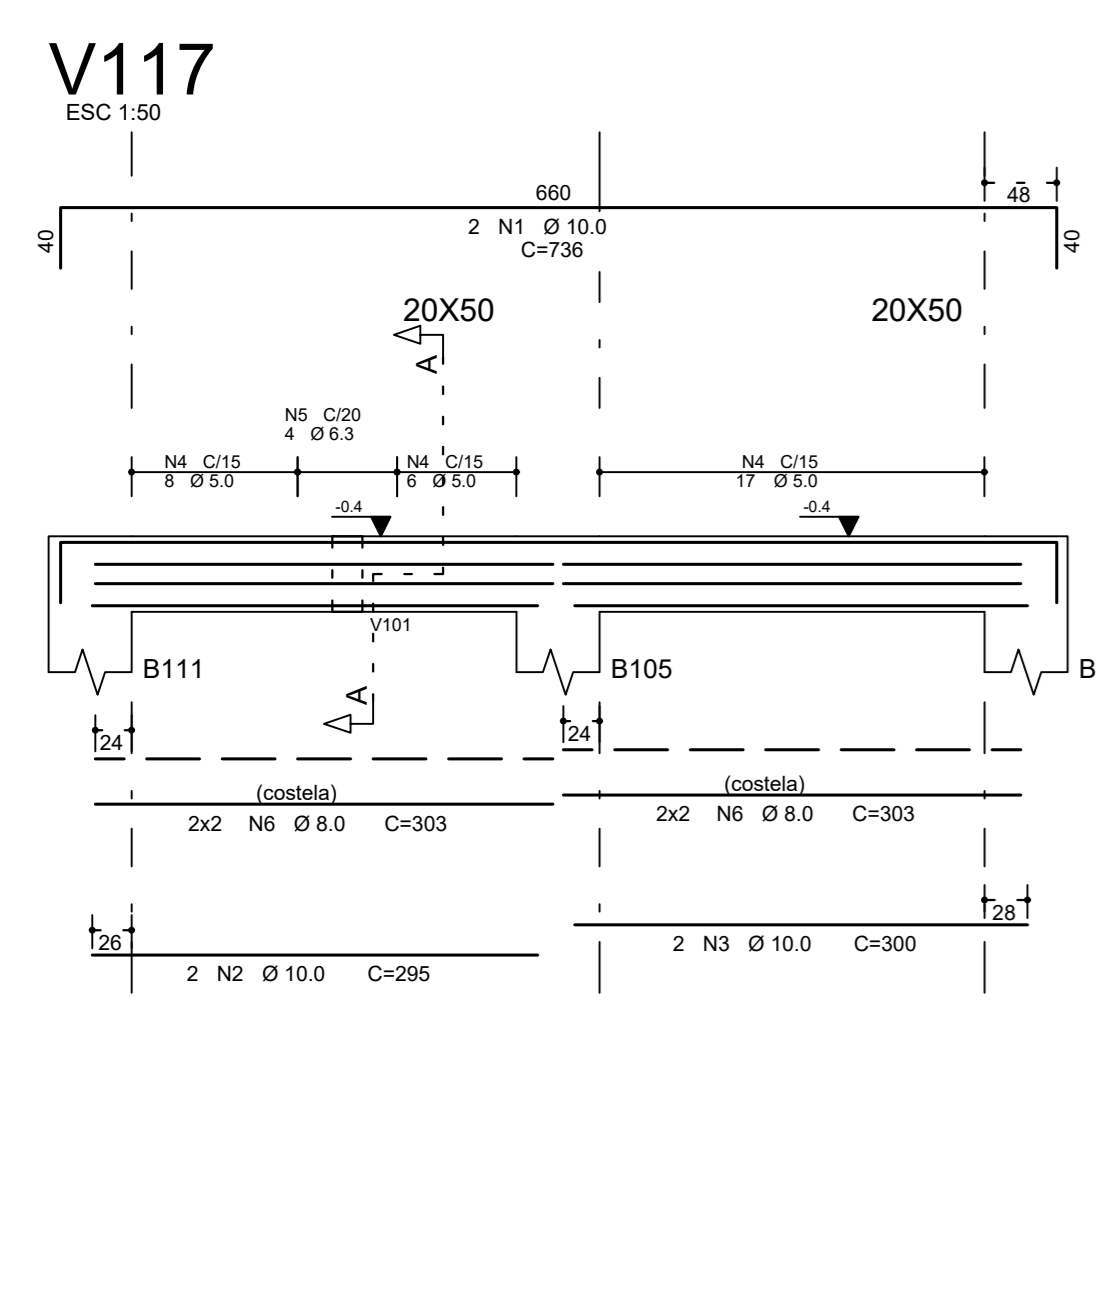 V117
ESC 1:50
660
48
40
2 N1 Ø 10.0
C=736
40
20X50
20X50
A
N5 C/20
4 Ø 6.3
N4 C/15
8 Ø 5.0
N4 C/15
6 Ø 5.0
N4 C/15
17 Ø 5.0
-0.4
-0.4
V101
B111
B105
B
A
24
24
(costela)
2x2 N6 Ø 8.0 C=303
(costela)
2x2 N6 Ø 8.0 C=303
28
26
2 N3 Ø 10.0 C=300
2 N2 Ø 10.0 C=295